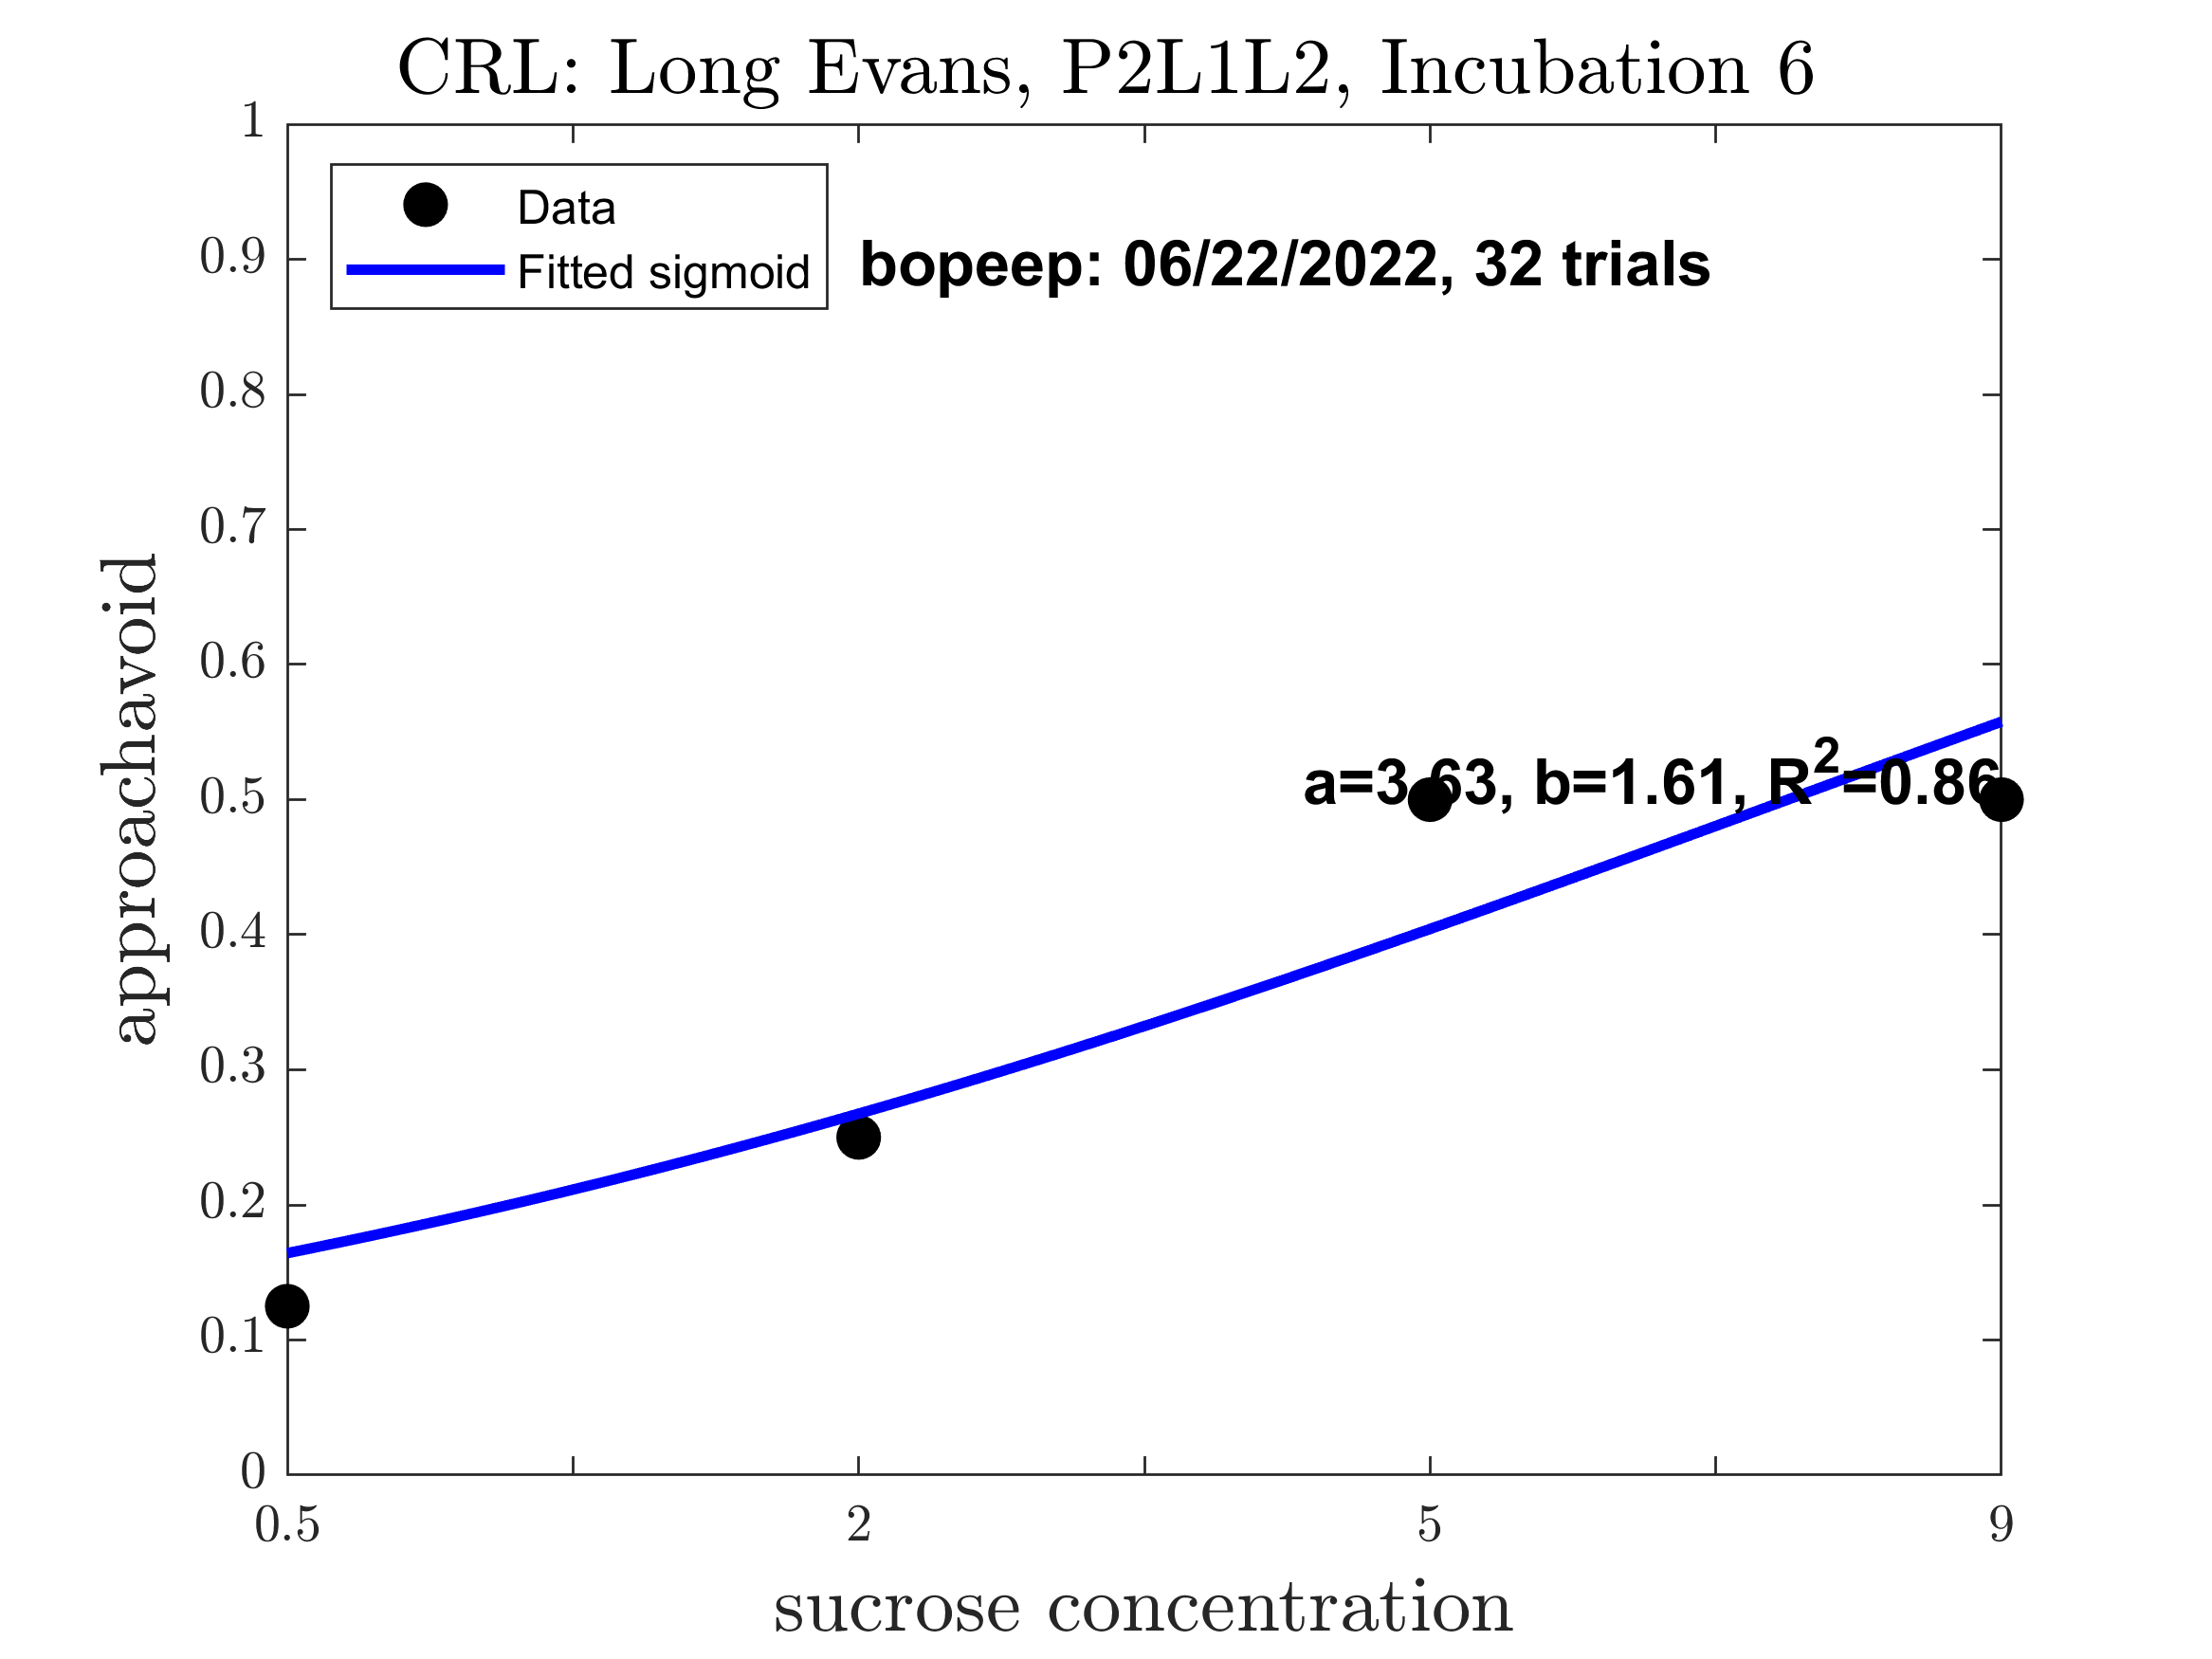 CRL: Long Evans, P2L1L2, Incubation 6
1
Data
Fitted sigmoid
bopeep: 06/22/2022, 32 trials
0.9
0.8
0.7
0.6
a=3.63, b=1.61, R²=0.86
0.5
0.4
0.3
0.2
0.1
0
approachavoid
0.5 2 5 9
sucrose concentration